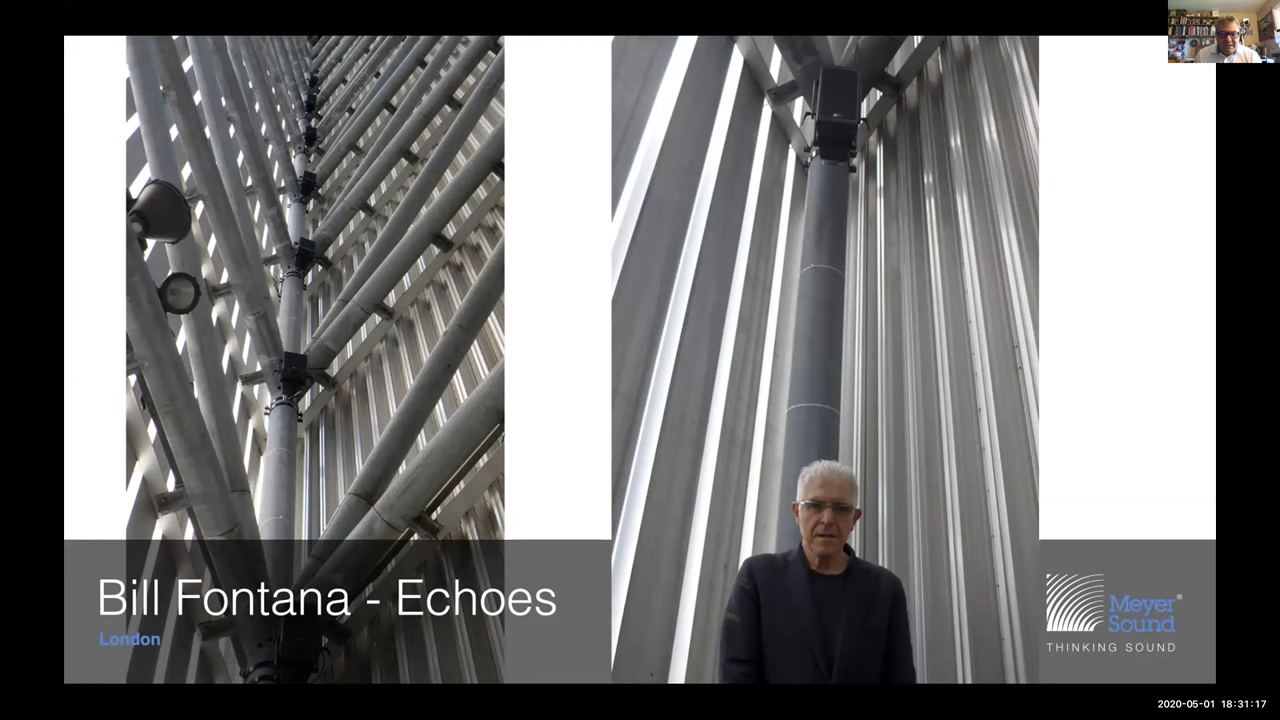 Bill Fontana - Echoes
London
Meyer®
Sound
THINKING SOUND
2020-05-01 18:31:17